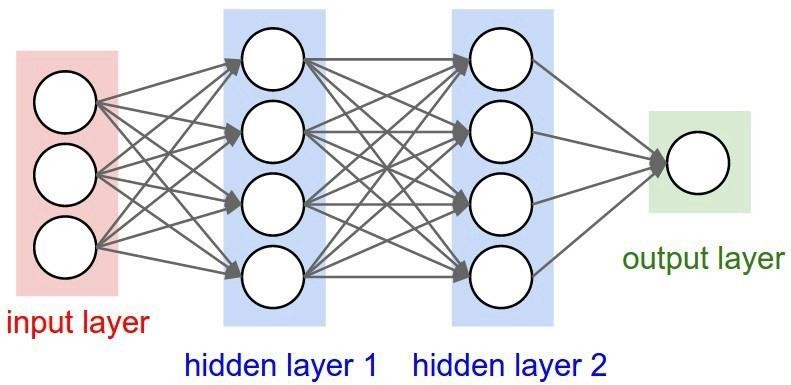 input layer
hidden layer 1
hidden layer 2
output layer